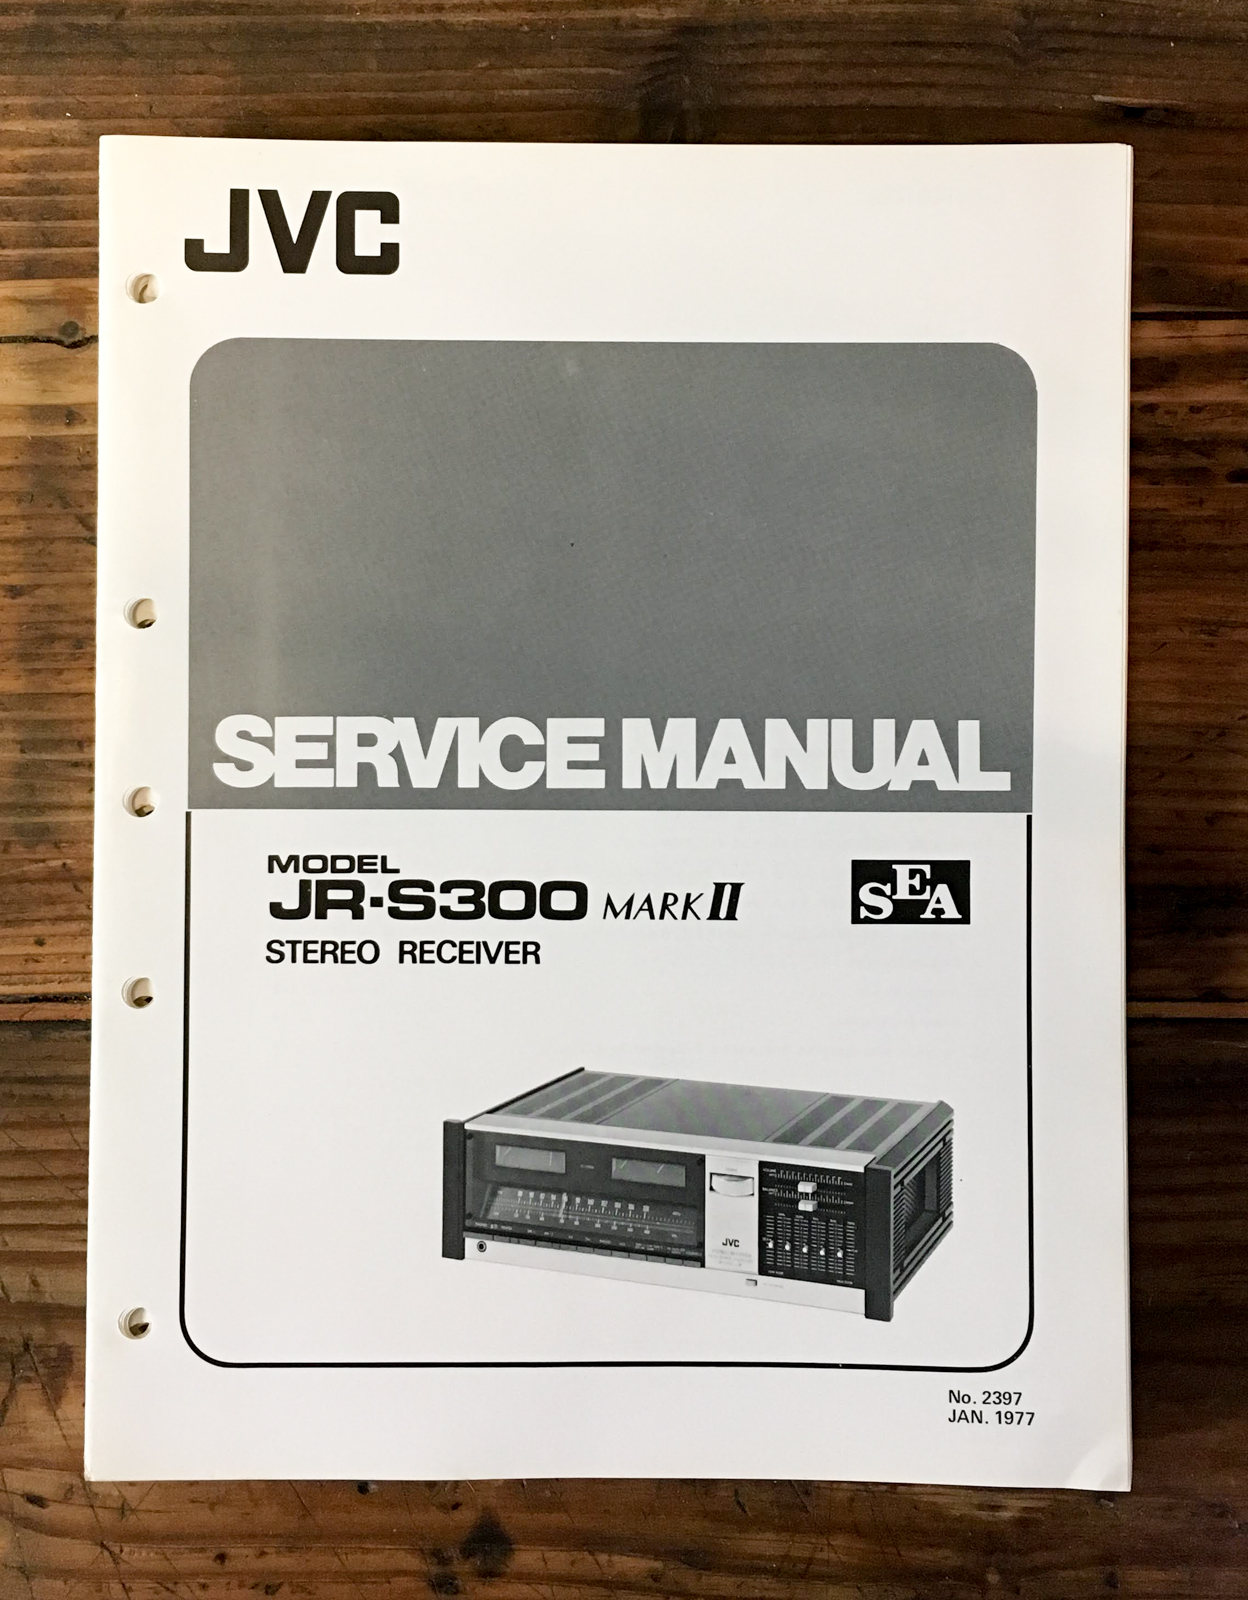 JVC
SERVICE MANUAL
MODEL
JR-S300 MARK II
SEA
STEREO RECEIVER
JVC
No. 2397
JAN. 1977